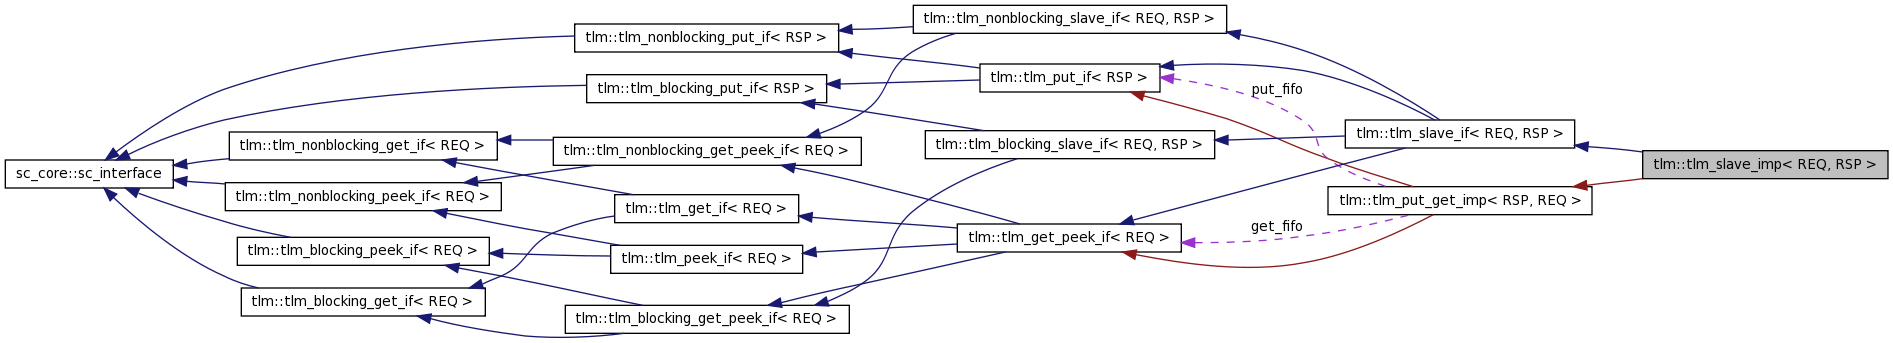 tlm::tlm_nonblocking_slave_if< REQ, RSP >
tlm::tlm_nonblocking_put_if< RSP >
tlm::tlm_put_if< RSP >
tlm::tlm_blocking_put_if< RSP >
put_fifo
tlm::tlm_slave_if< REQ, RSP >
tlm::tlm_nonblocking_get_if< REQ >
tlm::tlm_nonblocking_get_peek_if< REQ >
tlm::tlm_blocking_slave_if< REQ, RSP >
tlm::tlm_slave_imp< REQ, RSP >
sc_core::sc_interface
tlm::tlm_nonblocking_peek_if< REQ >
tlm::tlm_get_if< REQ >
tlm::tlm_put_get_imp< RSP, REQ >
get_fifo
tlm::tlm_get_peek_if< REQ >
tlm::tlm_blocking_peek_if< REQ >
tlm::tlm_peek_if< REQ >
tlm::tlm_blocking_get_if< REQ >
tlm::tlm_blocking_get_peek_if< REQ >